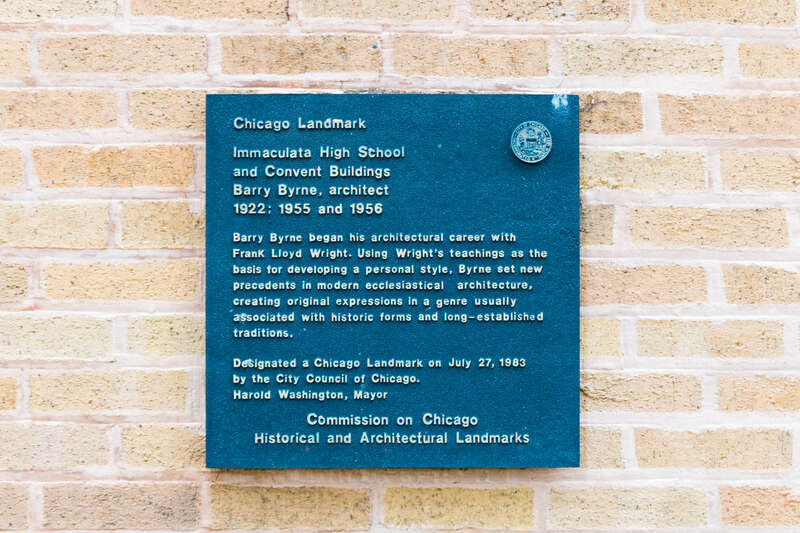 Chicago Landmark
Immaculata High School
and Convent Buildings
Barry Byrne, architect
1922; 1955 and 1956
Barry Byrne began his architectural career with
Frank Lloyd Wright. Using Wright's teachings as the
basis for developing a personal style, Byrne set new
precedents in modern ecclesiastical architecture,
creating original expressions in a genre usually
associated with historic forms and long-established
traditions.
Designated a Chicago Landmark on July 27, 1983
by the City Council of Chicago.
Harold Washington, Mayor
Commission on Chicago
Historical and Architectural Landmarks